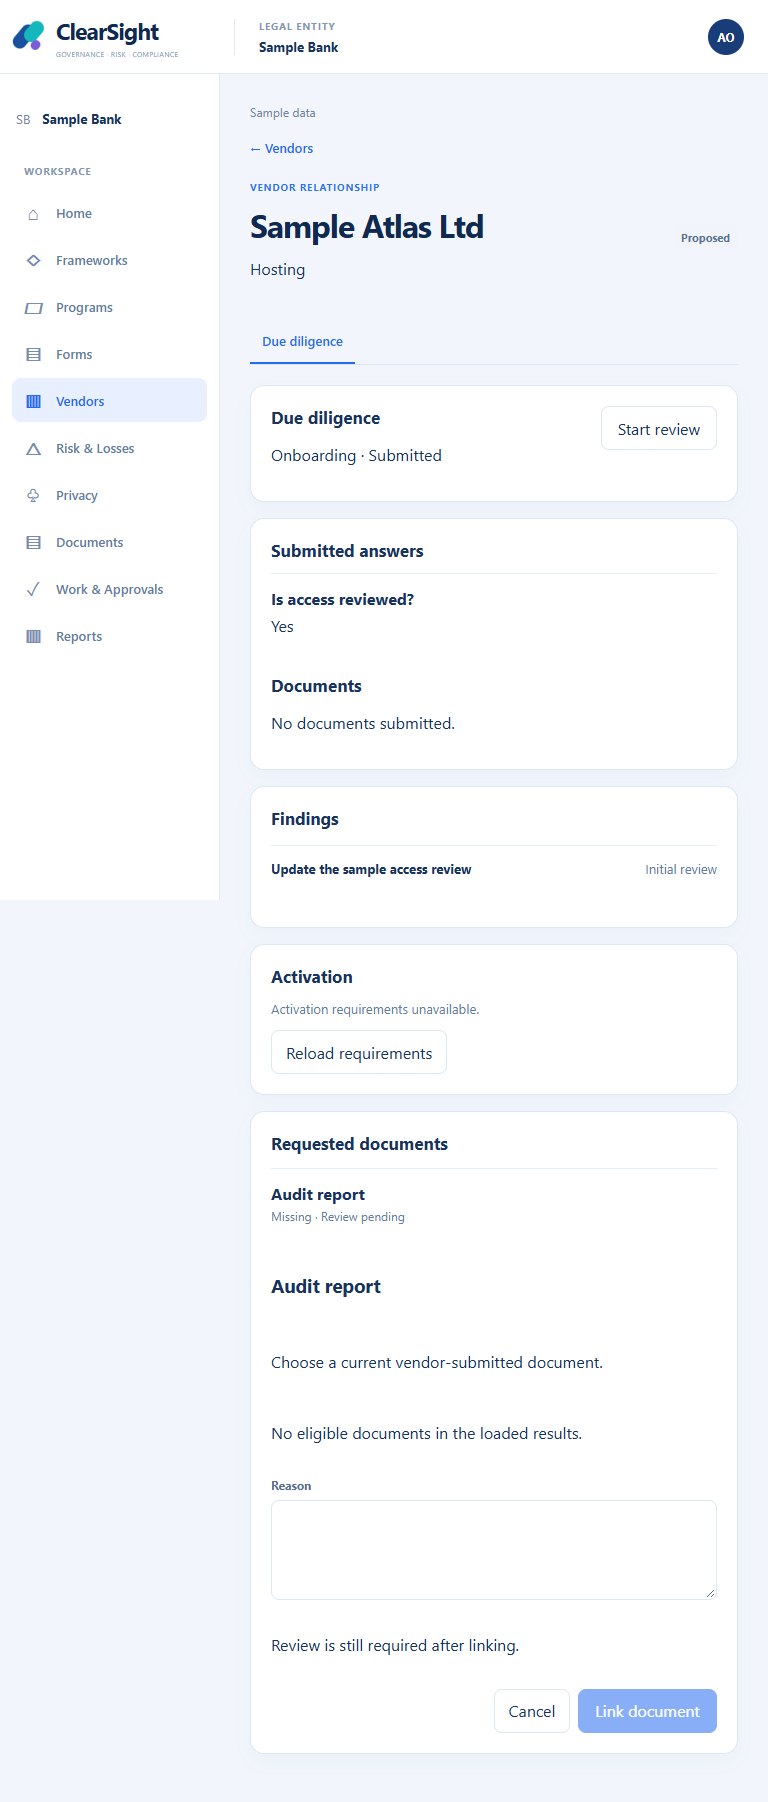 ClearSight
GOVERNANCE · RISK · COMPLIANCE
LEGAL ENTITY
Sample Bank
AO
SB Sample Bank
WORKSPACE
Home
Frameworks
Programs
Forms
Vendors
Risk & Losses
Privacy
Documents
Work & Approvals
Reports
Sample data
← Vendors
VENDOR RELATIONSHIP
Sample Atlas Ltd
Proposed
Hosting
Due diligence
Due diligence
Start review
Onboarding · Submitted
Submitted answers
Is access reviewed?
Yes
Documents
No documents submitted.
Findings
Update the sample access review
Initial review
Activation
Activation requirements unavailable.
Reload requirements
Requested documents
Audit report
Missing · Review pending
Audit report
Choose a current vendor-submitted document.
No eligible documents in the loaded results.
Reason
Review is still required after linking.
Cancel
Link document